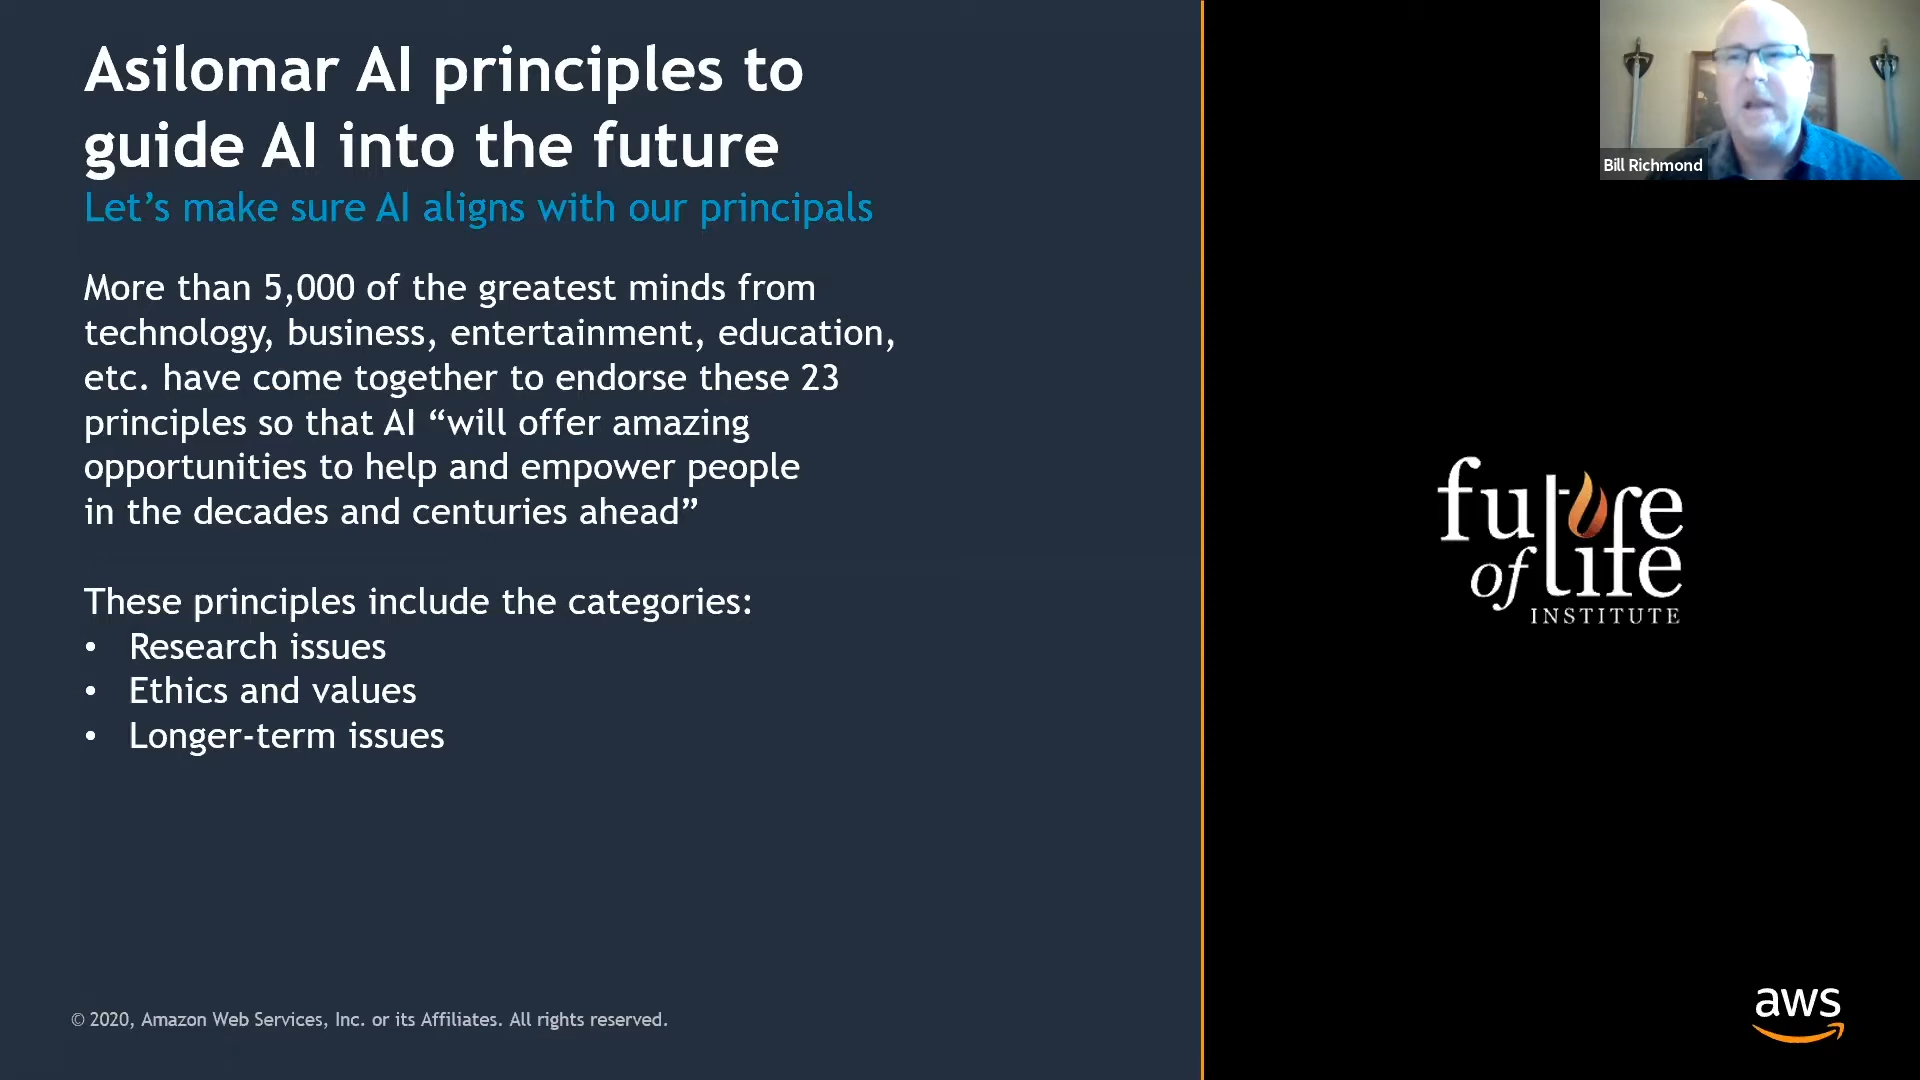 Asilomar AI principles to
guide AI into the future
Let’s make sure AI aligns with our principals
More than 5,000 of the greatest minds from
technology, business, entertainment, education,
etc. have come together to endorse these 23
principles so that AI “will offer amazing
opportunities to help and empower people
in the decades and centuries ahead”
These principles include the categories:
• Research issues
• Ethics and values
• Longer-term issues
© 2020, Amazon Web Services, Inc. or its Affiliates. All rights reserved.
Bill Richmond
future
of life
INSTITUTE
aws